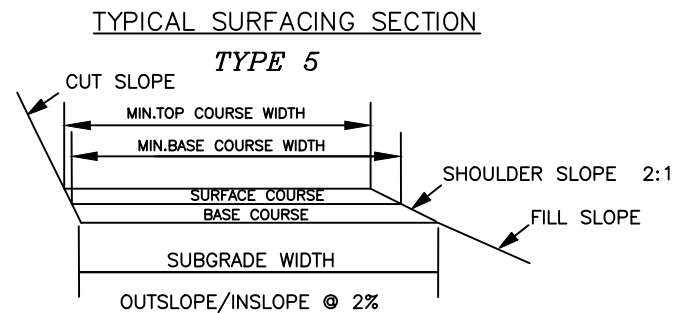 TYPICAL SURFACING SECTION
TYPE 5
CUT SLOPE
MIN.TOP COURSE WIDTH
MIN.BASE COURSE WIDTH
SHOULDER SLOPE 2:1
SURFACE COURSE
BASE COURSE
FILL SLOPE
SUBGRADE WIDTH
OUTSLOPE/INSLOPE @ 2%